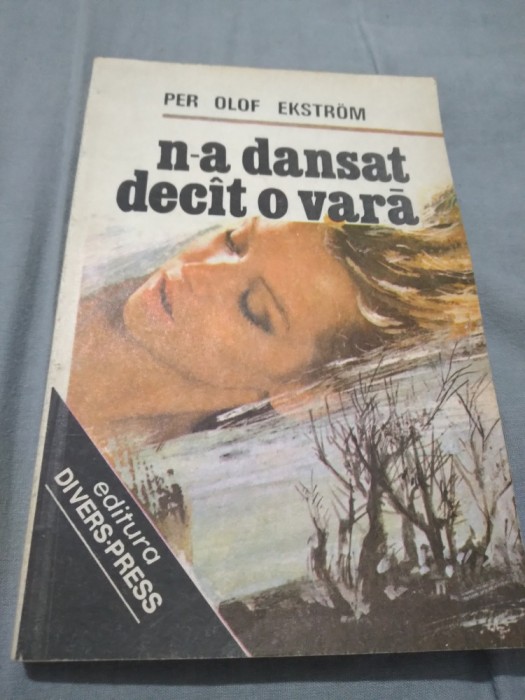 PER OLOF EKSTRÖM
n-a dansat
decît o vară
editura
DIVERS-PRESS